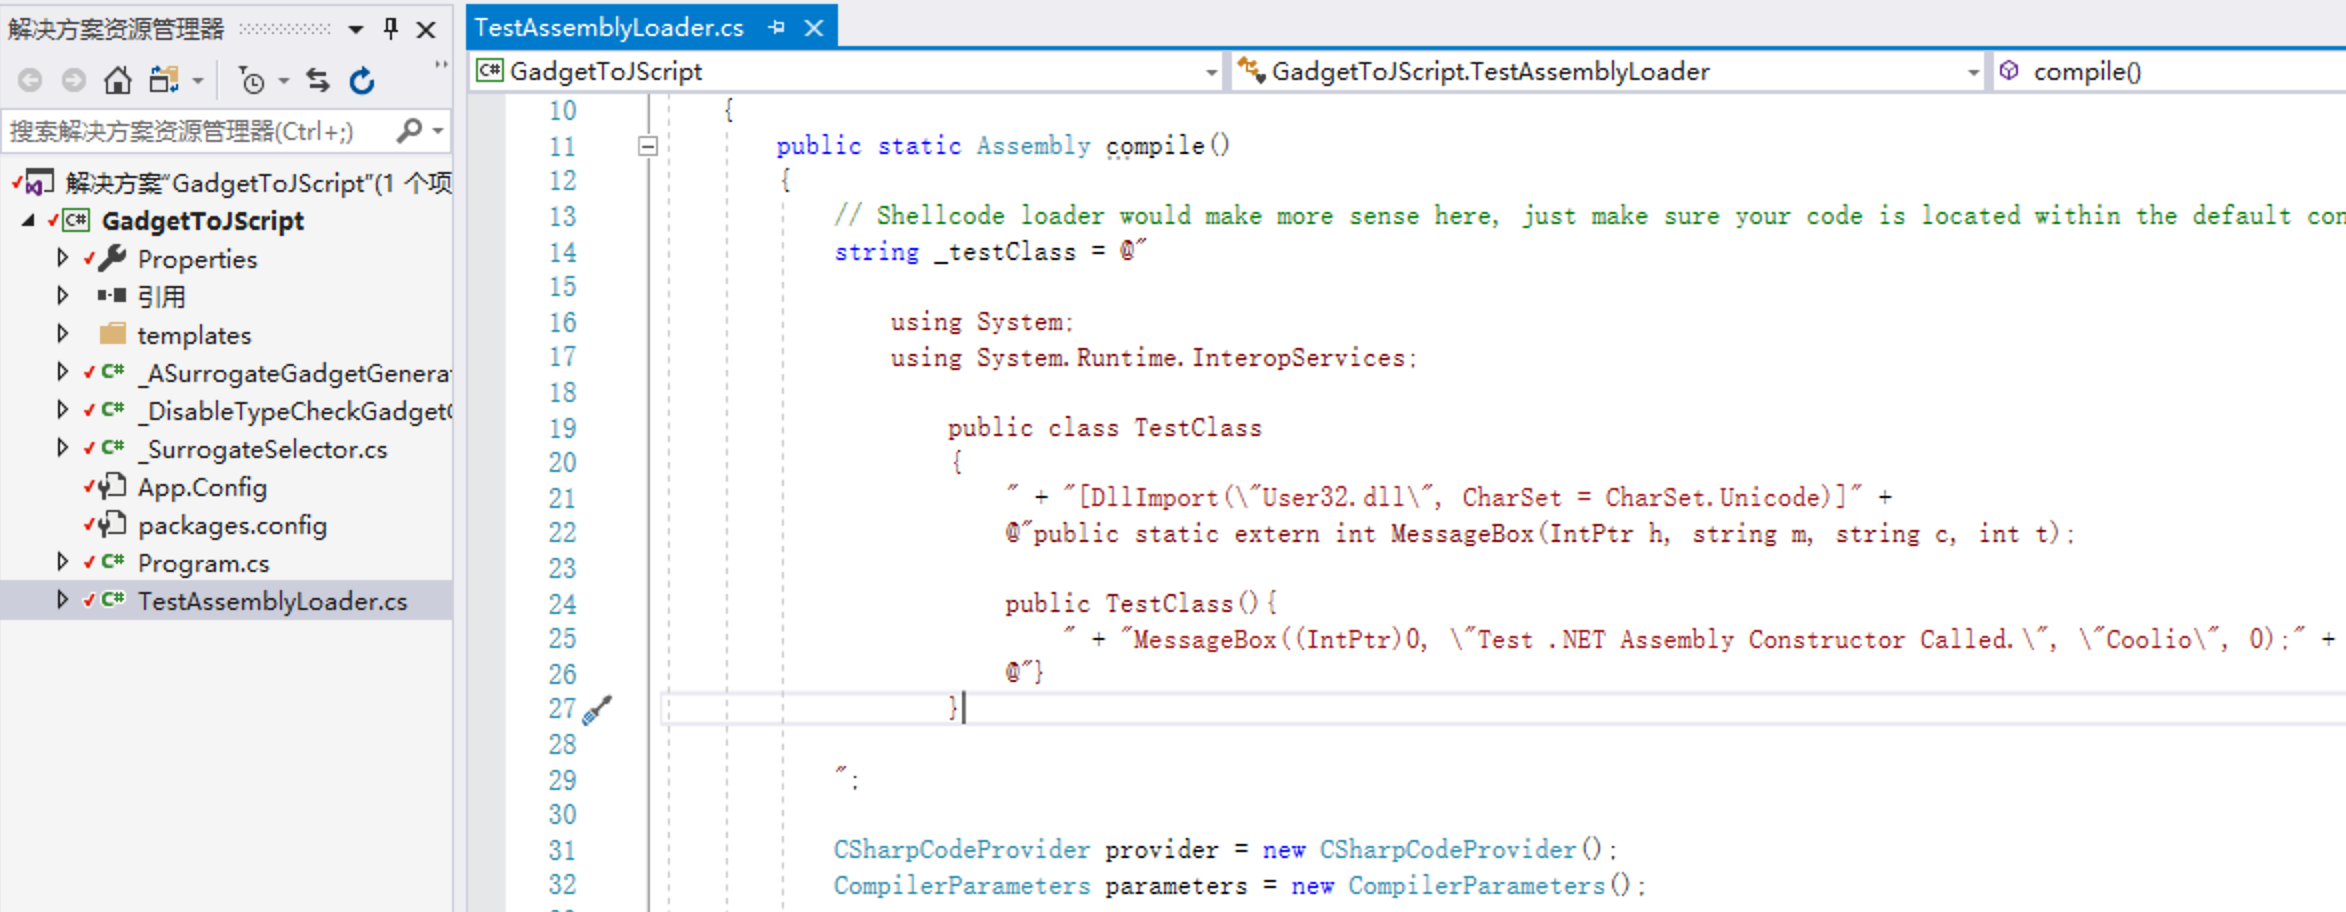 解决方案资源管理器
搜索解决方案资源管理器(Ctrl+;)
解决方案"GadgetToJScript"(1 个项
GadgetToJScript
Properties
引用
templates
_ASurrogateGadgetGenera
_DisableTypeCheckGadget
_SurrogateSelector.cs
App.Config
packages.config
Program.cs
TestAssemblyLoader.cs
TestAssemblyLoader.cs
GadgetToJScript
GadgetToJScript.TestAssemblyLoader
compile()
10 {
11 public static Assembly compile()
12 {
13 // Shellcode loader would make more sense here, just make sure your code is located within the default con
14 string _testClass = @"
15
16 using System;
17 using System.Runtime.InteropServices;
18
19 public class TestClass
20 {
21 " + "[DllImport(\"User32.dll\", CharSet = CharSet.Unicode)]" +
22 @"public static extern int MessageBox(IntPtr h, string m, string c, int t);
23
24 public TestClass(){
25 " + "MessageBox((IntPtr)0, \"Test .NET Assembly Constructor Called.\", \"Coolio\", 0);" +
26 @"}
27 }
28
29 ";
30
31 CSharpCodeProvider provider = new CSharpCodeProvider();
32 CompilerParameters parameters = new CompilerParameters();